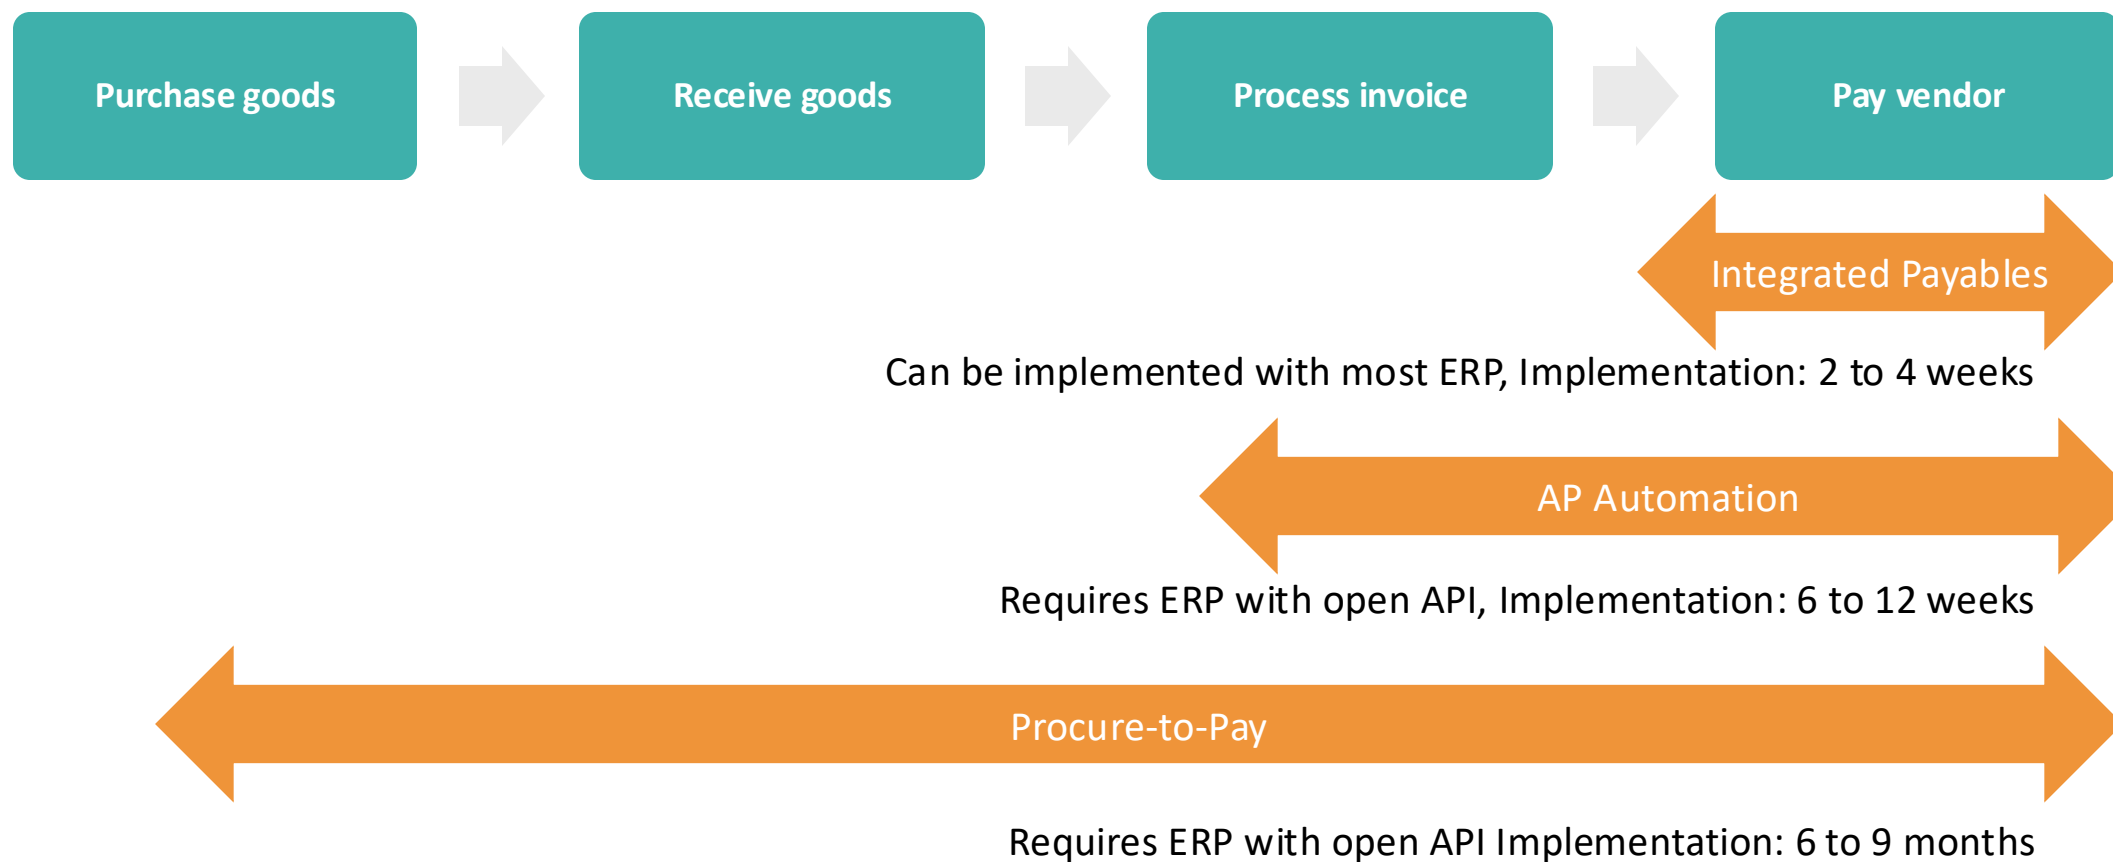 Purchase goods
Receive goods
Process invoice
Pay vendor
Integrated Payables
Can be implemented with most ERP, Implementation: 2 to 4 weeks
AP Automation
Requires ERP with open API, Implementation: 6 to 12 weeks
Procure-to-Pay
Requires ERP with open API Implementation: 6 to 9 months